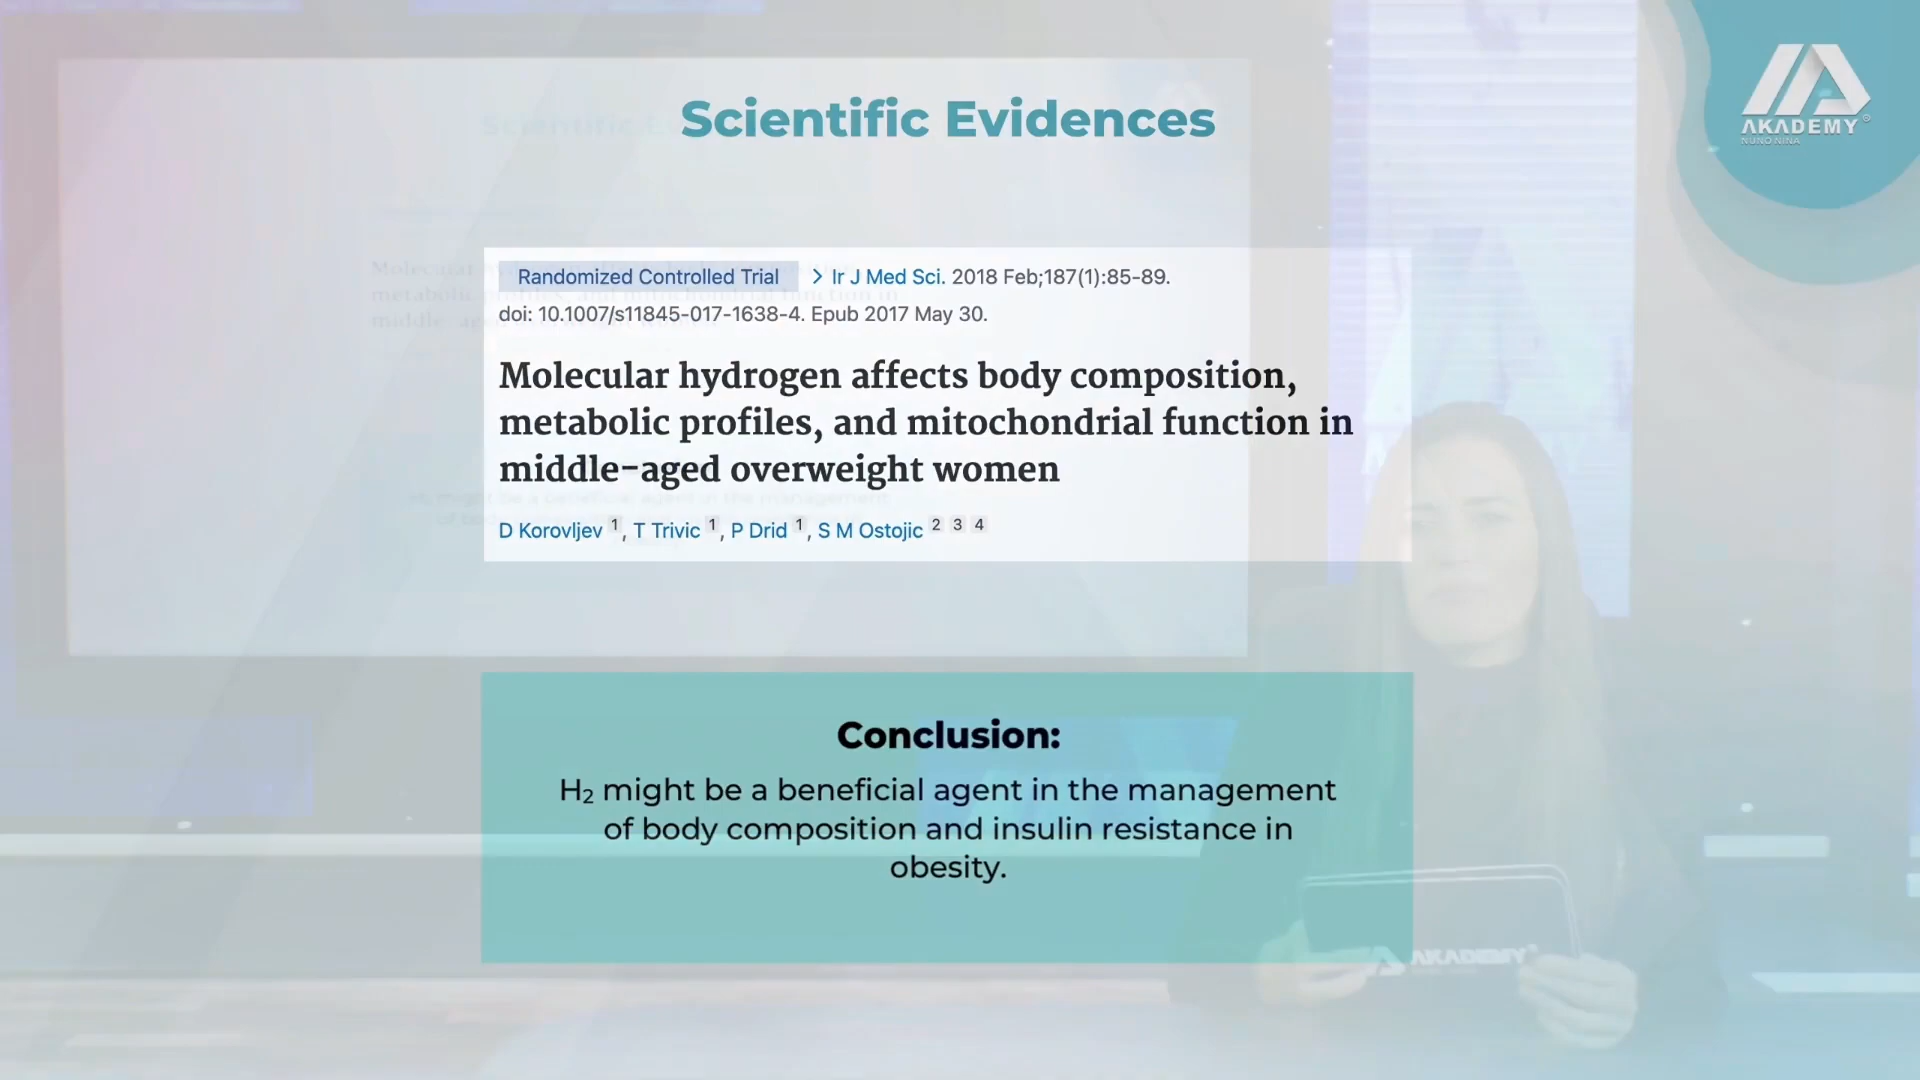 Scientific Evidences
AKADEMY®
NUNO NINA
Randomized Controlled Trial > Ir J Med Sci. 2018 Feb;187(1):85-89.
doi: 10.1007/s11845-017-1638-4. Epub 2017 May 30.
Molecular hydrogen affects body composition,
metabolic profiles, and mitochondrial function in
middle-aged overweight women
D Korovljev 1, T Trivic 1, P Drid 1, S M Ostojic 2 3 4
Conclusion:
H₂ might be a beneficial agent in the management
of body composition and insulin resistance in
obesity.
AKADEMY